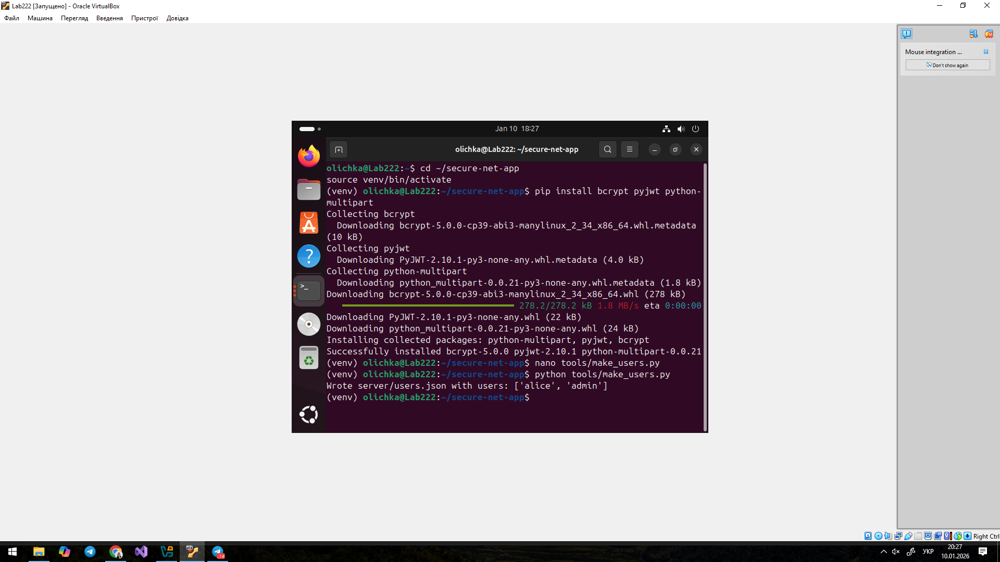 Lab222 [Запущено] - Oracle VirtualBox
Файл Машина Перегляд Введення Пристрої Довідка
Mouse integration ...
Don't show again
Jan 10 18:27
olichka@Lab222: ~/secure-net-app
olichka@Lab222:~$ cd ~/secure-net-app
source venv/bin/activate
(venv) olichka@Lab222:~/secure-net-app$ pip install bcrypt pyjwt python-
multipart
Collecting bcrypt
  Downloading bcrypt-5.0.0-cp39-abi3-manylinux_2_34_x86_64.whl.metadata
(10 kB)
Collecting pyjwt
  Downloading PyJWT-2.10.1-py3-none-any.whl.metadata (4.0 kB)
Collecting python-multipart
  Downloading python_multipart-0.0.21-py3-none-any.whl.metadata (1.8 kB)
Downloading bcrypt-5.0.0-cp39-abi3-manylinux_2_34_x86_64.whl (278 kB)
278.2/278.2 kB 1.8 MB/s eta 0:00:00
Downloading PyJWT-2.10.1-py3-none-any.whl (22 kB)
Downloading python_multipart-0.0.21-py3-none-any.whl (24 kB)
Installing collected packages: python-multipart, pyjwt, bcrypt
Successfully installed bcrypt-5.0.0 pyjwt-2.10.1 python-multipart-0.0.21
(venv) olichka@Lab222:~/secure-net-app$ nano tools/make_users.py
(venv) olichka@Lab222:~/secure-net-app$ python tools/make_users.py
Wrote server/users.json with users: ['alice', 'admin']
(venv) olichka@Lab222:~/secure-net-app$
Right Ctrl
УКР
20:27
10.01.2026